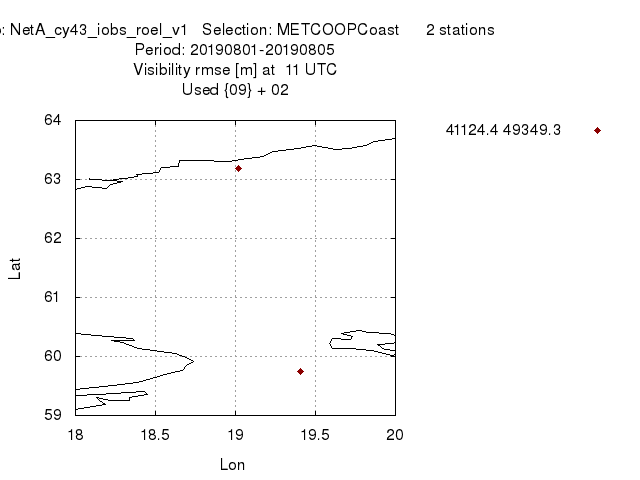 : NetA_cy43_iobs_roel_v1 Selection: METCOOPCoast 2 stations
Period: 20190801-20190805
Visibility rmse [m] at 11 UTC
Used {09} + 02
41124.4 49349.3
64
63
62
61
60
59
Lat
18 18.5 19 19.5 20
Lon